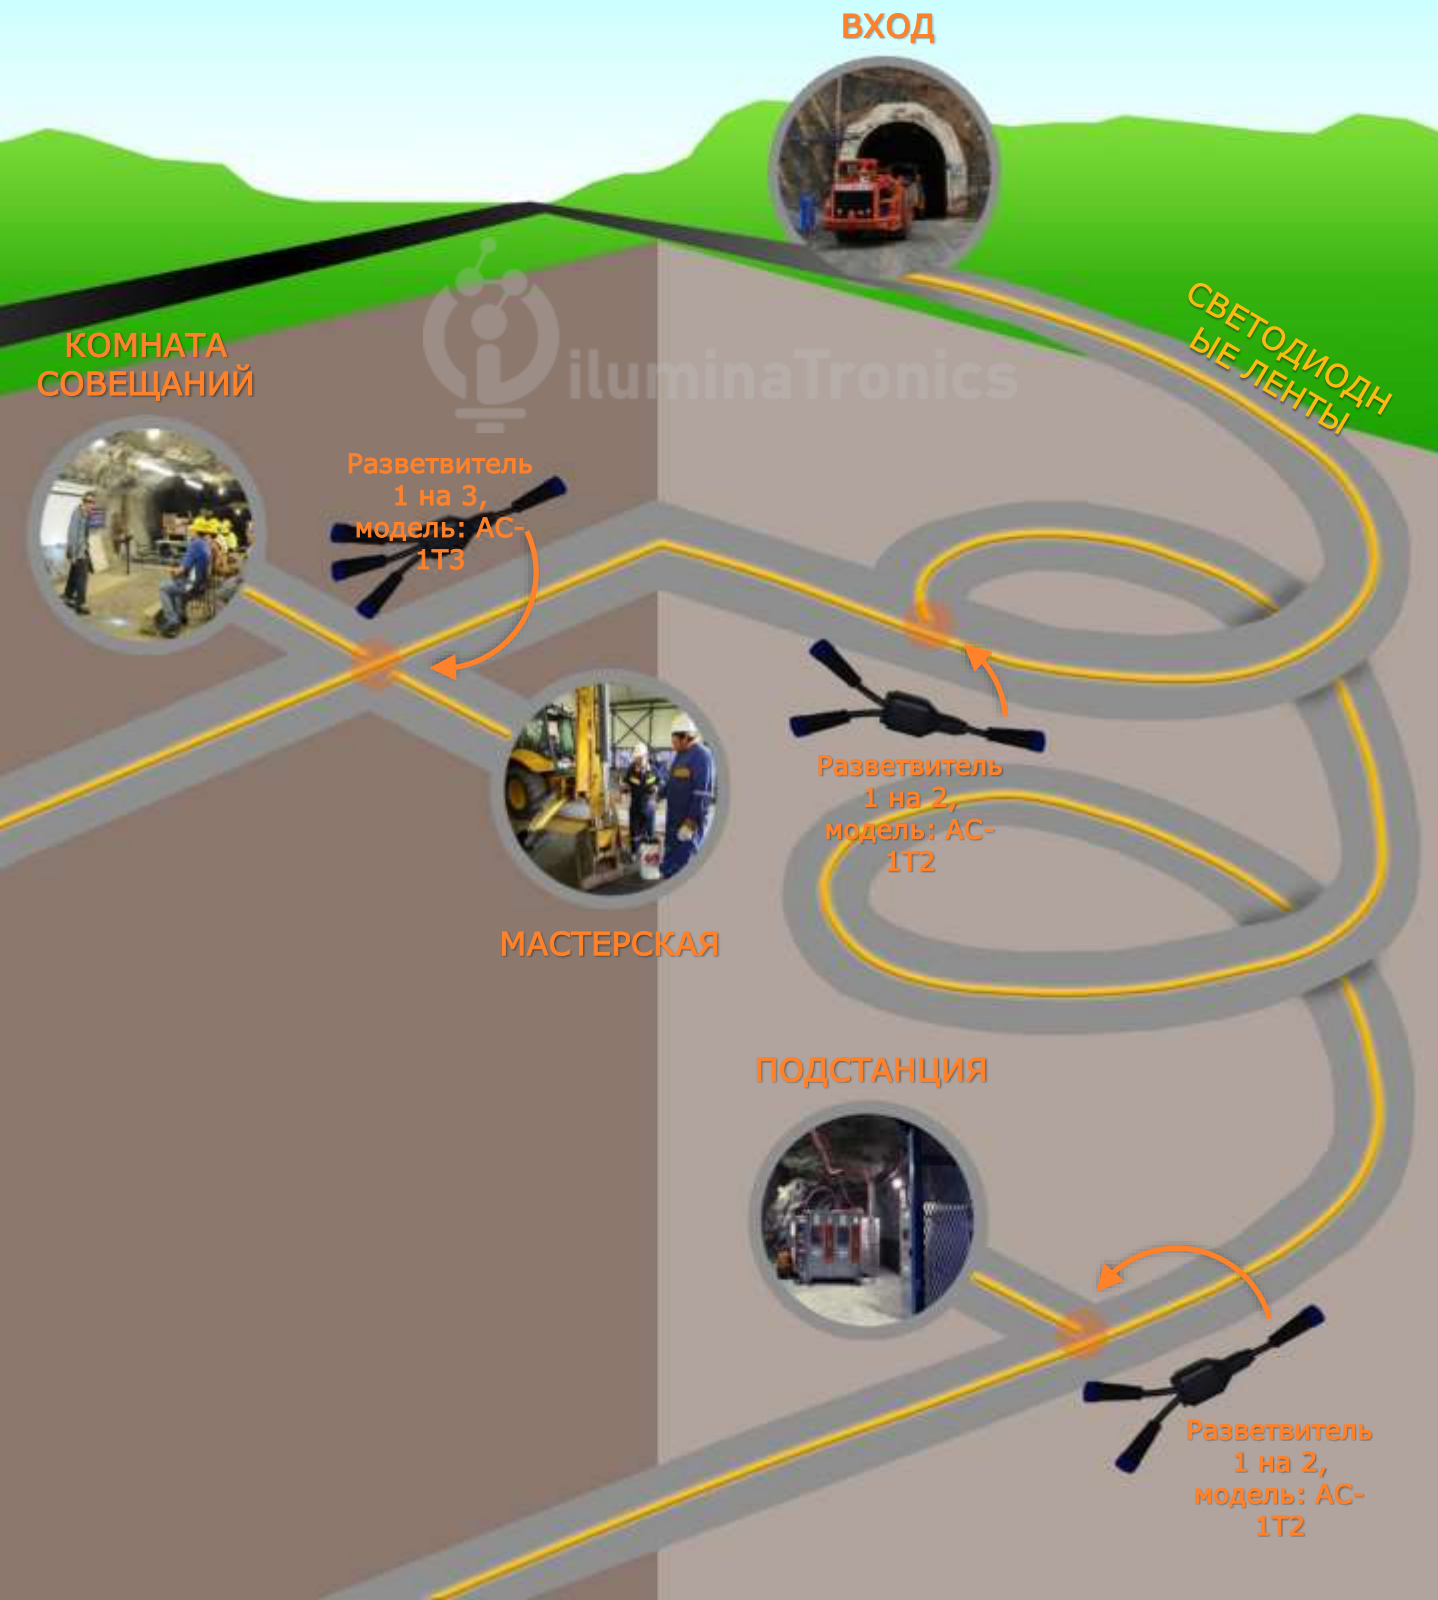 ВХОД
СВЕТОДИОДН
ЫЕ ЛЕНТЫ
КОМНАТА
СОВЕЩАНИЙ
iluminaTronics
Разветвитель
1 на 3,
модель: AC-
1T3
Разветвитель
1 на 2,
модель: AC-
1T2
МАСТЕРСКАЯ
ПОДСТАНЦИЯ
Разветвитель
1 на 2,
модель: AC-
1T2